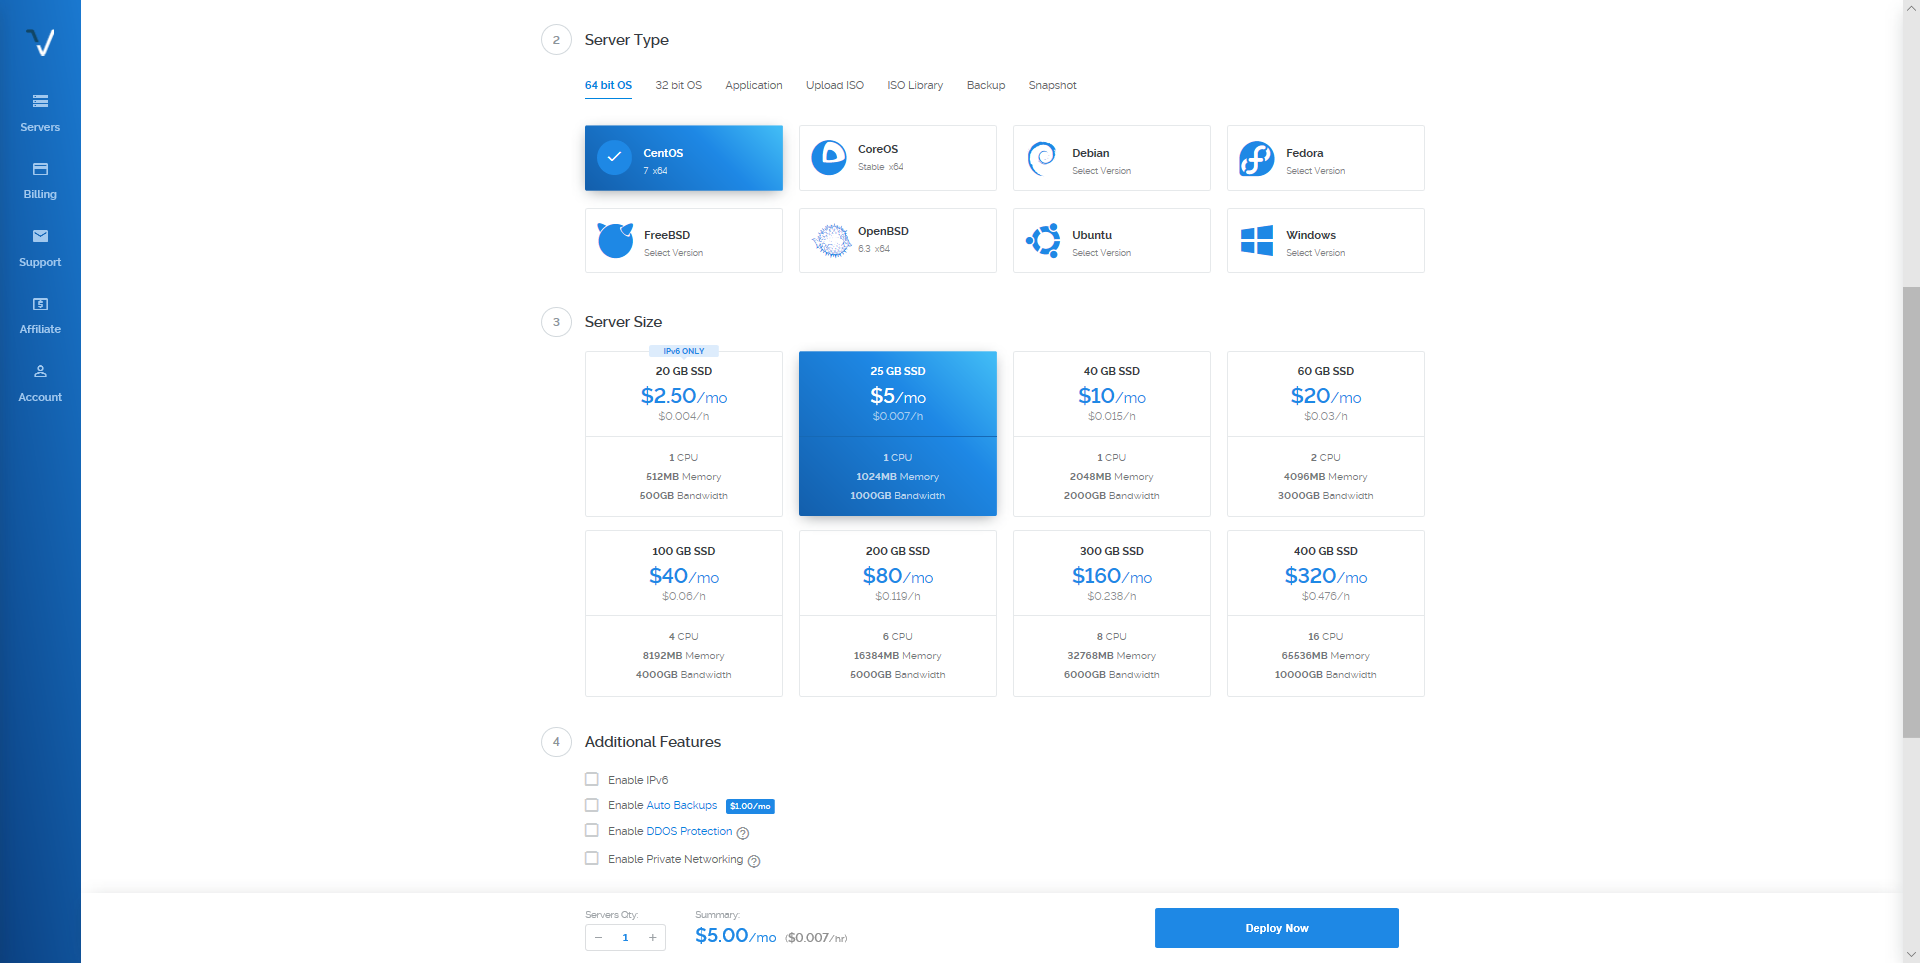 Servers
Billing
Support
Affiliate
Account
2 Server Type
64 bit OS 32 bit OS Application Upload ISO ISO Library Backup Snapshot
CentOS
7 x64
CoreOS
Stable x64
Debian
Select Version
Fedora
Select Version
FreeBSD
Select Version
OpenBSD
6.3 x64
Ubuntu
Select Version
Windows
Select Version
3 Server Size
IPv6 ONLY
20 GB SSD
$2.50/mo
$0.004/h
1 CPU
512MB Memory
500GB Bandwidth
25 GB SSD
$5/mo
$0.007/h
1 CPU
1024MB Memory
1000GB Bandwidth
40 GB SSD
$10/mo
$0.015/h
1 CPU
2048MB Memory
2000GB Bandwidth
60 GB SSD
$20/mo
$0.03/h
2 CPU
4096MB Memory
3000GB Bandwidth
100 GB SSD
$40/mo
$0.06/h
4 CPU
8192MB Memory
4000GB Bandwidth
200 GB SSD
$80/mo
$0.119/h
6 CPU
16384MB Memory
5000GB Bandwidth
300 GB SSD
$160/mo
$0.238/h
8 CPU
32768MB Memory
6000GB Bandwidth
400 GB SSD
$320/mo
$0.476/h
16 CPU
65536MB Memory
10000GB Bandwidth
4 Additional Features
Enable IPv6
Enable Auto Backups $1.00/mo
Enable DDOS Protection ?
Enable Private Networking ?
Servers Qty:
− 1 +
Summary:
$5.00/mo ($0.007/hr)
Deploy Now